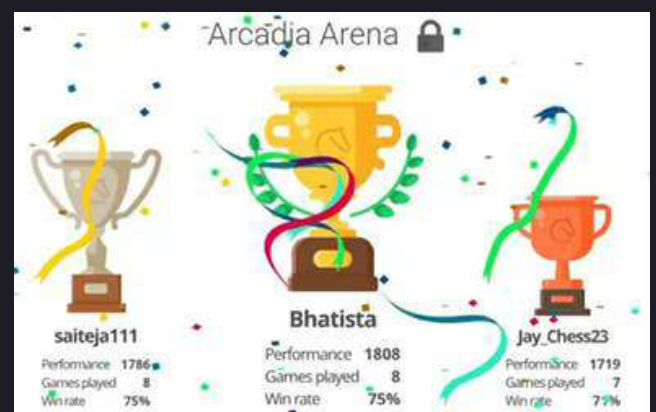 Arcadia Arena
saiteja111
Performance 1786
Games played 8
Win rate 75%
Bhatista
Performance 1808
Games played 8
Win rate 75%
Jay_Chess23
Performance 1719
Games played 7
Win rate